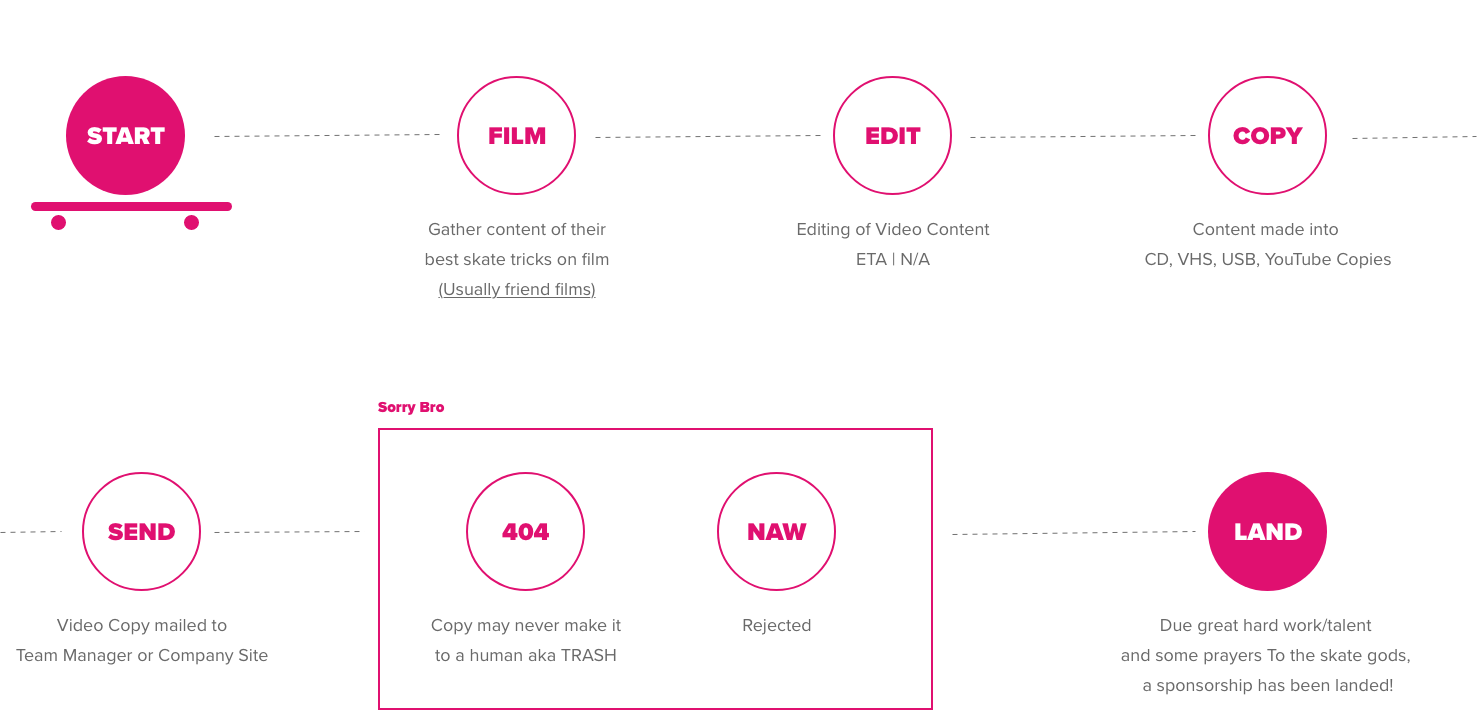 START
FILM
EDIT
COPY
Gather content of their
best skate tricks on film
(Usually friend films)
Editing of Video Content
ETA | N/A
Content made into
CD, VHS, USB, YouTube Copies
Sorry Bro
SEND
404
NAW
LAND
Video Copy mailed to
Team Manager or Company Site
Copy may never make it
to a human aka TRASH
Rejected
Due great hard work/talent
and some prayers To the skate gods,
a sponsorship has been landed!